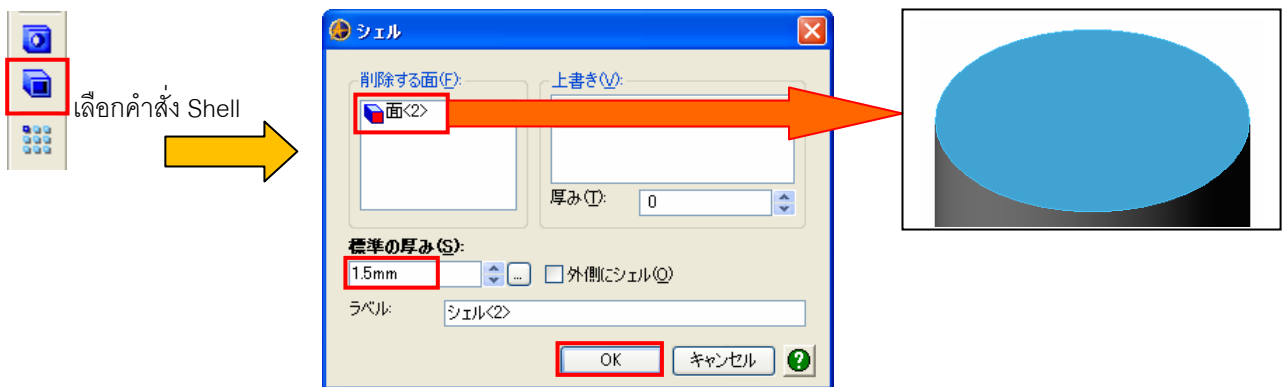 เลือกคำสั่ง Shell
シェル
削除する面(F):
上書き(V):
面<2>
厚み(T):
0
標準の厚み(S):
1.5mm
...
外側にシェル(O)
ラベル:
シェル<2>
OK
キャンセル
?